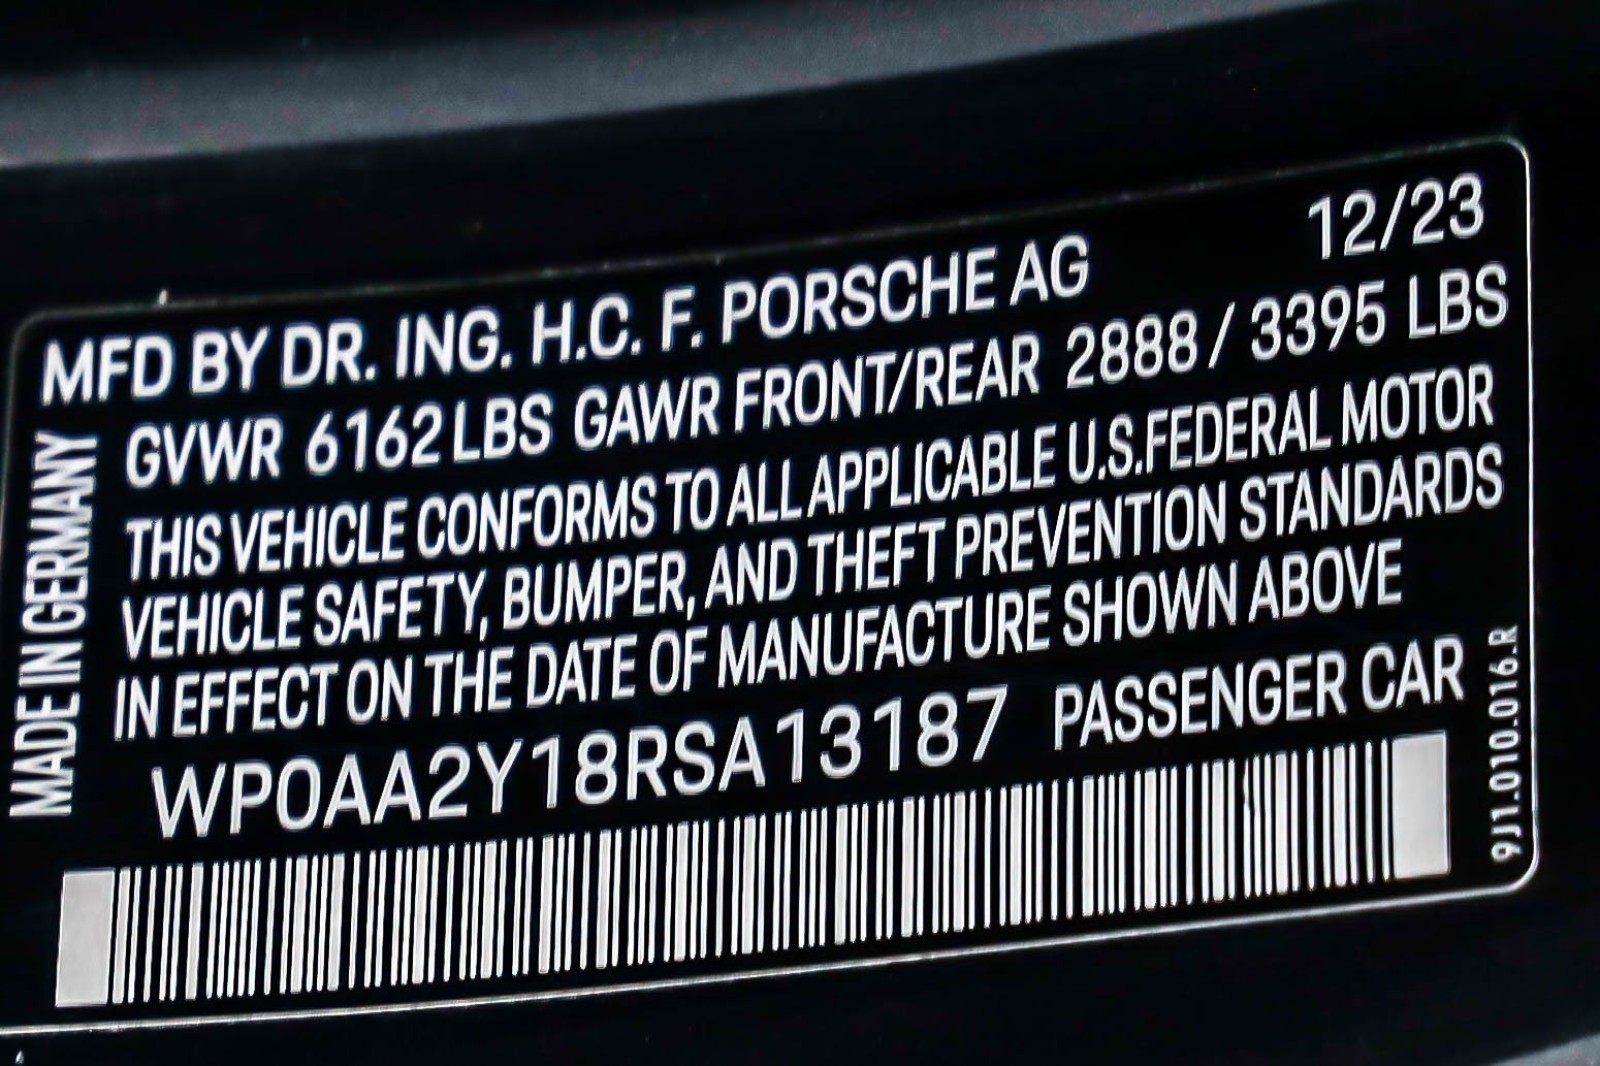 12/23
MFD BY DR. ING. H.C. F. PORSCHE AG
GVWR 6162 LBS GAWR FRONT/REAR 2888 / 3395 LBS
THIS VEHICLE CONFORMS TO ALL APPLICABLE U.S.FEDERAL MOTOR
VEHICLE SAFETY, BUMPER, AND THEFT PREVENTION STANDARDS
IN EFFECT ON THE DATE OF MANUFACTURE SHOWN ABOVE
WP0AA2Y18RSA13187 PASSENGER CAR
MADE IN GERMANY
9J1.010.016.R